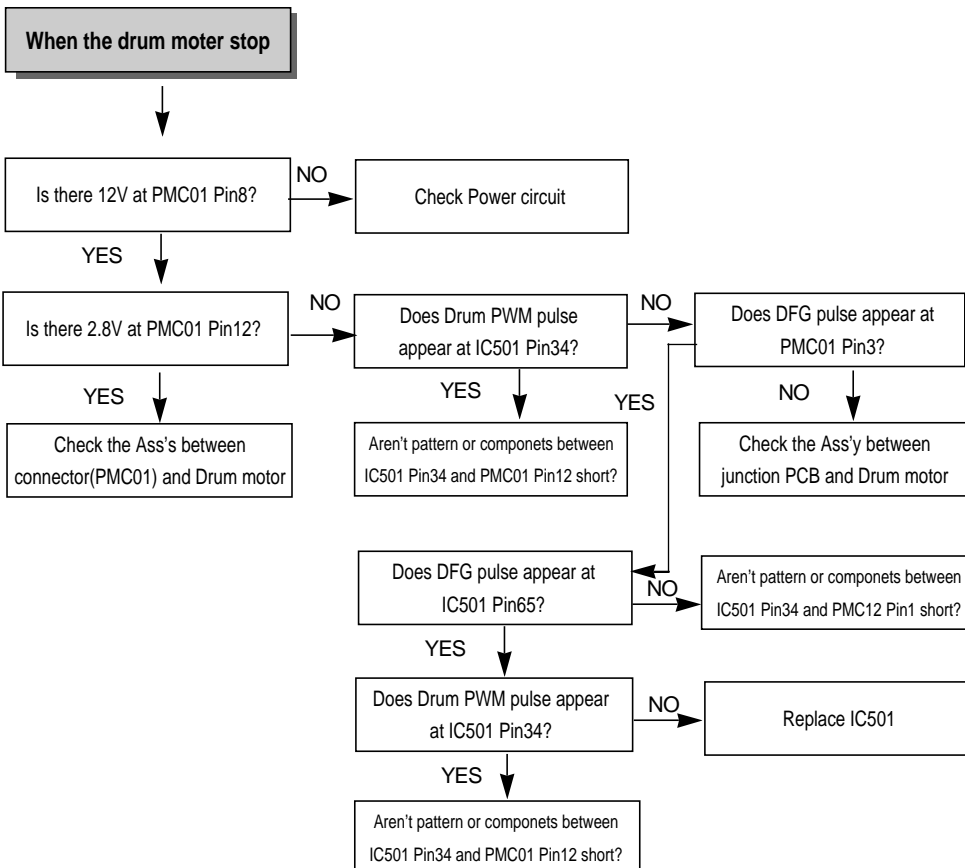 When the drum moter stop
Is there 12V at PMC01 Pin8?
NO
Check Power circuit
YES
Is there 2.8V at PMC01 Pin12?
NO
Does Drum PWM pulse
appear at IC501 Pin34?
NO
Does DFG pulse appear at
PMC01 Pin3?
YES
YES
YES
NO
Check the Ass's between
connector(PMC01) and Drum motor
Aren't pattern or componets between
IC501 Pin34 and PMC01 Pin12 short?
Check the Ass'y between
junction PCB and Drum motor
Does DFG pulse appear at
IC501 Pin65?
NO
Aren't pattern or componets between
IC501 Pin34 and PMC12 Pin1 short?
YES
Does Drum PWM pulse appear
at IC501 Pin34?
NO
Replace IC501
YES
Aren't pattern or componets between
IC501 Pin34 and PMC01 Pin12 short?